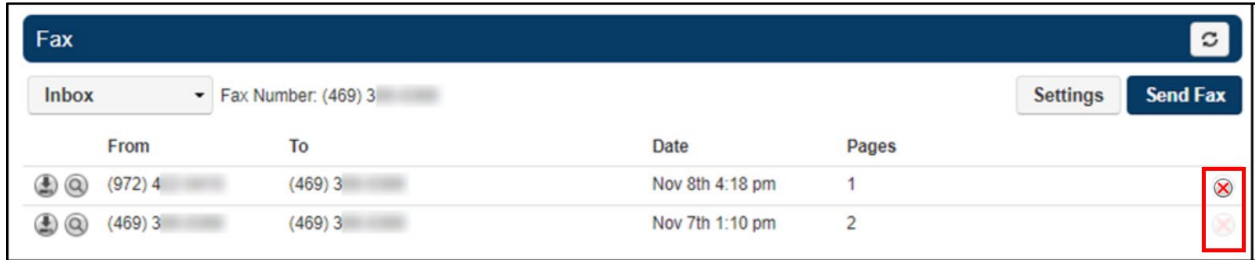 Fax
Inbox Fax Number: (469) 3 Settings Send Fax
From To Date Pages
(972) 4 (469) 3 Nov 8th 4:18 pm 1
(469) 3 (469) 3 Nov 7th 1:10 pm 2